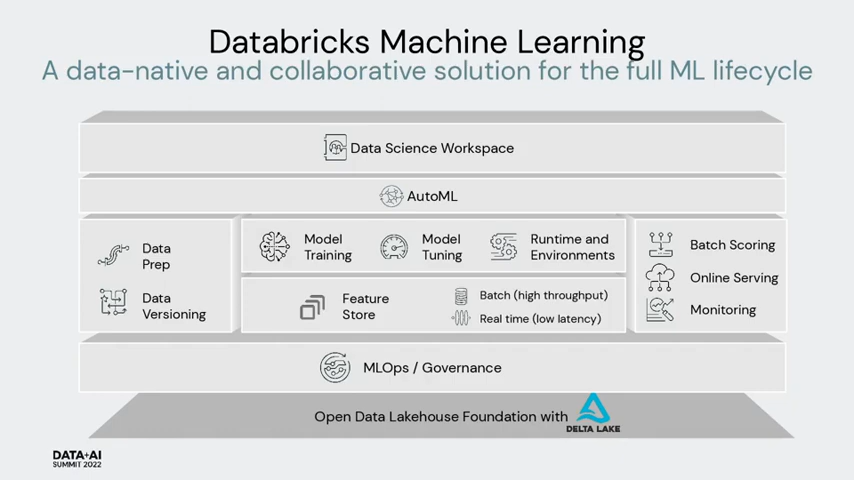 Databricks Machine Learning
A data-native and collaborative solution for the full ML lifecycle
Data Science Workspace
AutoML
Data
Prep
Data
Versioning
Model
Training
Model
Tuning
Runtime and
Environments
Feature
Store
Batch (high throughput)
Real time (low latency)
Batch Scoring
Online Serving
Monitoring
MLOps / Governance
Open Data Lakehouse Foundation with
DELTA LAKE
DATA+AI
SUMMIT 2022